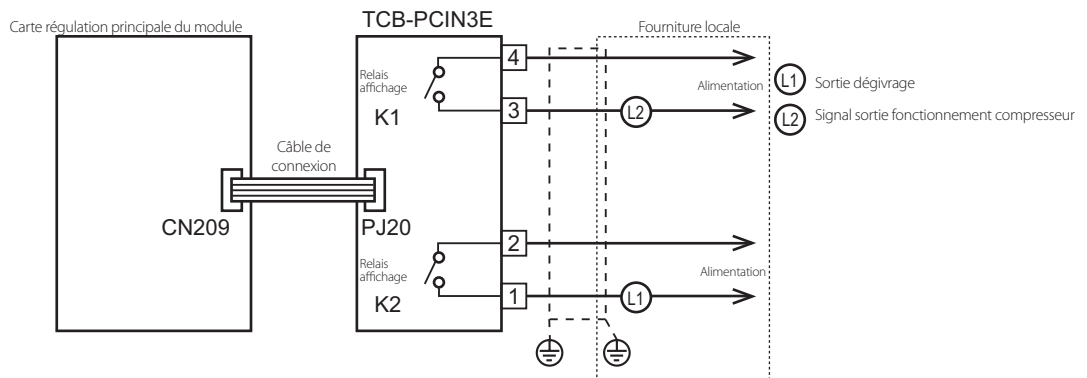 TCB-PCIN3E
Carte régulation principale du module
Fourniture locale
4
Relais
affichage
K1
Alimentation
L1
Sortie dégivrage
3
L2
L2
Signal sortie fonctionnement compresseur
Câble de
connexion
CN209
PJ20
2
Relais
affichage
K2
Alimentation
1
L1